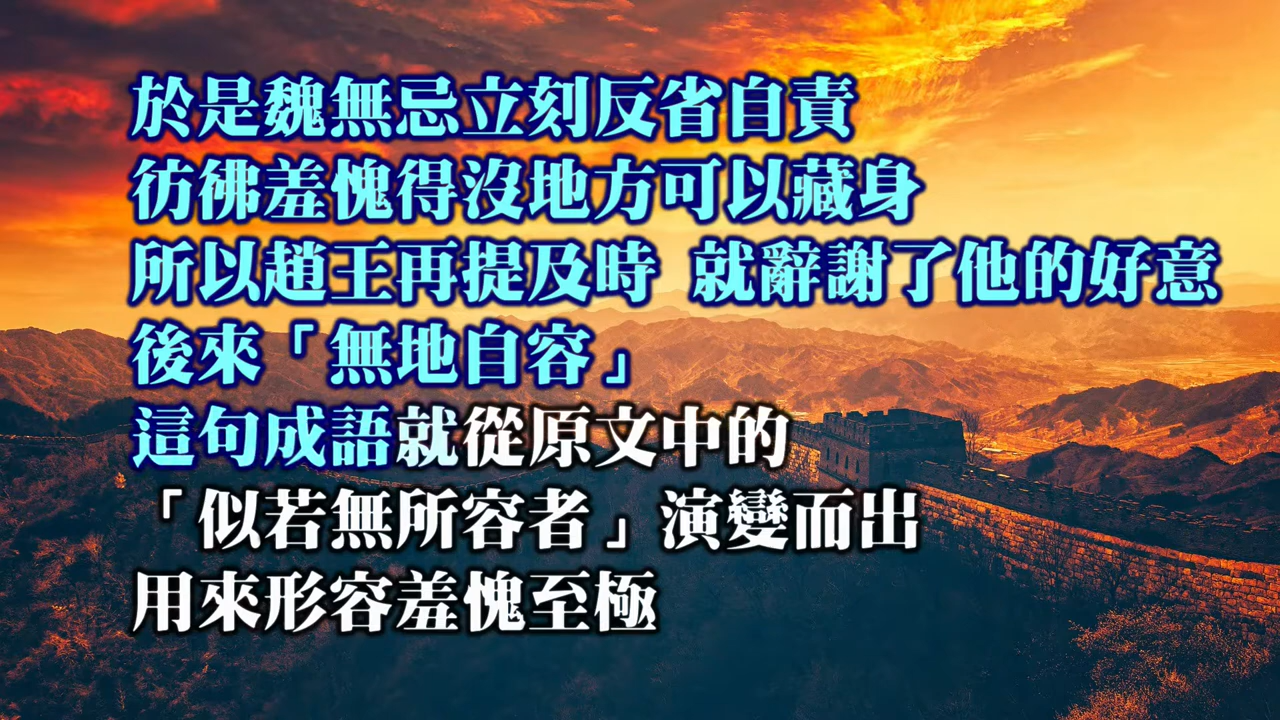 於是魏無忌立刻反省自責
彷彿羞愧得沒地方可以藏身
所以趙王再提及時 就辭謝了他的好意
後來「無地自容」
這句成語就從原文中的
「似若無所容者」演變而出
用來形容羞愧至極